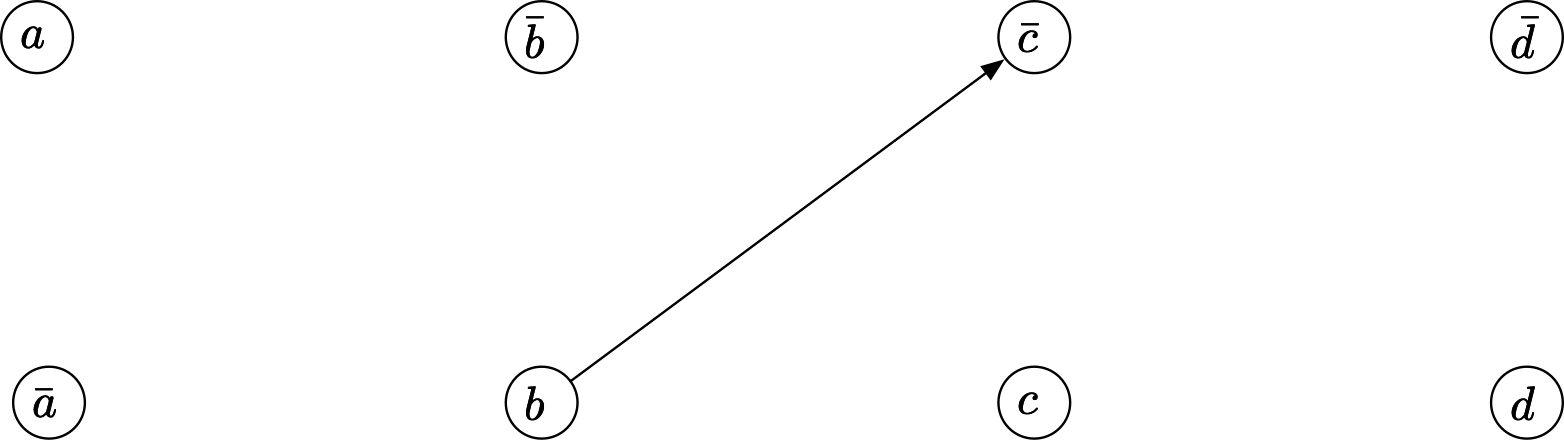 a b̄ c̄ d̄
ā b c d